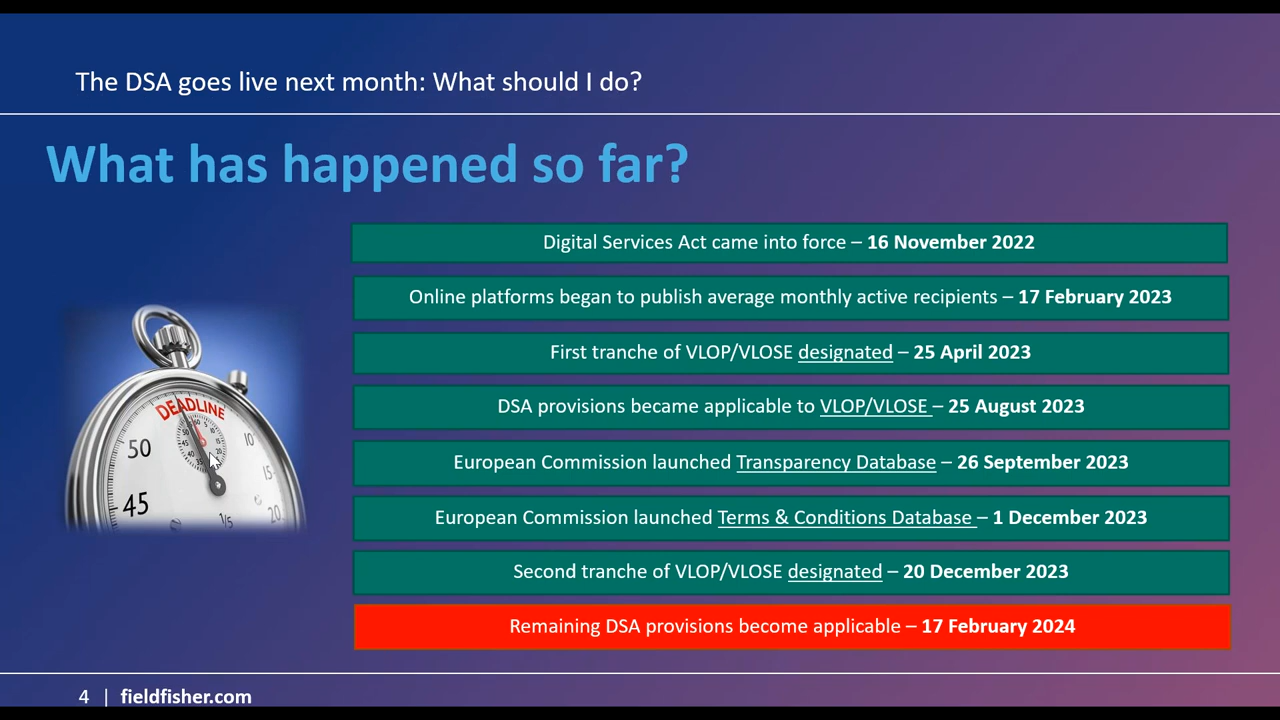 The DSA goes live next month: What should I do?
What has happened so far?
Digital Services Act came into force – 16 November 2022
Online platforms began to publish average monthly active recipients – 17 February 2023
First tranche of VLOP/VLOSE designated – 25 April 2023
DSA provisions became applicable to VLOP/VLOSE – 25 August 2023
European Commission launched Transparency Database – 26 September 2023
European Commission launched Terms & Conditions Database – 1 December 2023
Second tranche of VLOP/VLOSE designated – 20 December 2023
Remaining DSA provisions become applicable – 17 February 2024
DEADLINE
50
10
15
45
20
1/5
4 | fieldfisher.com